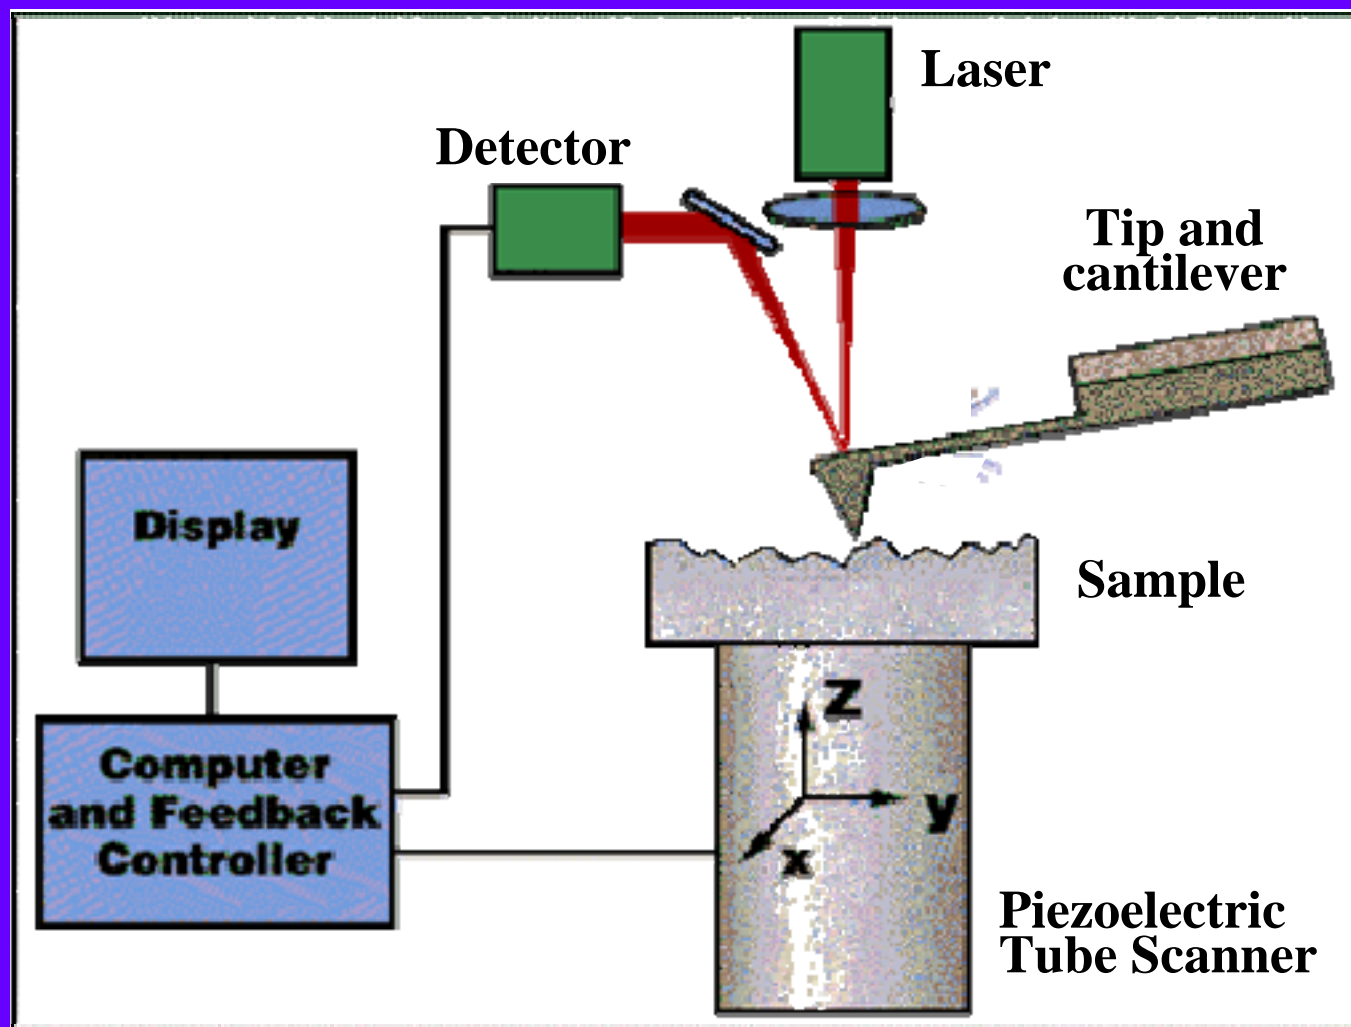 Laser
Detector
Tip and
cantilever
Display
Sample
Z
y
x
Computer
and Feedback
Controller
Piezoelectric
Tube Scanner